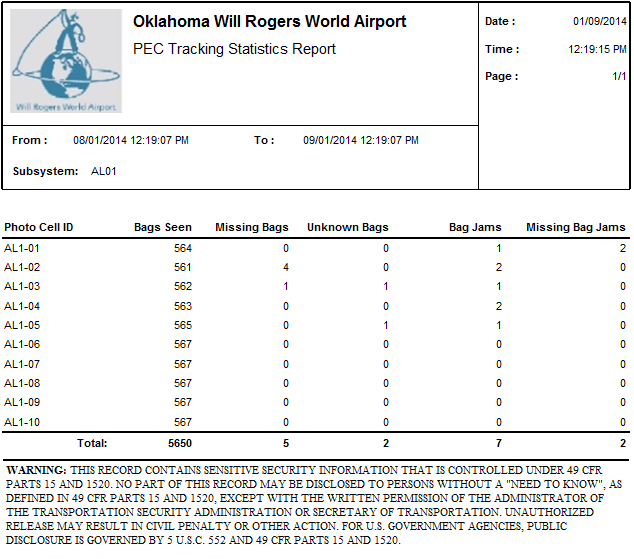 Will Rogers World Airport
Oklahoma Will Rogers World Airport
PEC Tracking Statistics Report
Date : 01/09/2014
Time : 12:19:15 PM
Page : 1/1
From : 08/01/2014 12:19:07 PM To : 09/01/2014 12:19:07 PM
Subsystem: AL01
Photo Cell ID Bags Seen Missing Bags Unknown Bags Bag Jams Missing Bag Jams
AL1-01 564 0 0 1 2
AL1-02 561 4 0 2 0
AL1-03 562 1 1 1 0
AL1-04 563 0 0 2 0
AL1-05 565 0 1 1 0
AL1-06 567 0 0 0 0
AL1-07 567 0 0 0 0
AL1-08 567 0 0 0 0
AL1-09 567 0 0 0 0
AL1-10 567 0 0 0 0
Total: 5650 5 2 7 2
WARNING: THIS RECORD CONTAINS SENSITIVE SECURITY INFORMATION THAT IS CONTROLLED UNDER 49 CFR
PARTS 15 AND 1520. NO PART OF THIS RECORD MAY BE DISCLOSED TO PERSONS WITHOUT A "NEED TO KNOW", AS
DEFINED IN 49 CFR PARTS 15 AND 1520, EXCEPT WITH THE WRITTEN PERMISSION OF THE ADMINISTRATOR OF
THE TRANSPORTATION SECURITY ADMINISTRATION OR SECRETARY OF TRANSPORTATION. UNAUTHORIZED
RELEASE MAY RESULT IN CIVIL PENALTY OR OTHER ACTION. FOR U.S. GOVERNMENT AGENCIES, PUBLIC
DISCLOSURE IS GOVERNED BY 5 U.S.C. 552 AND 49 CFR PARTS 15 AND 1520.